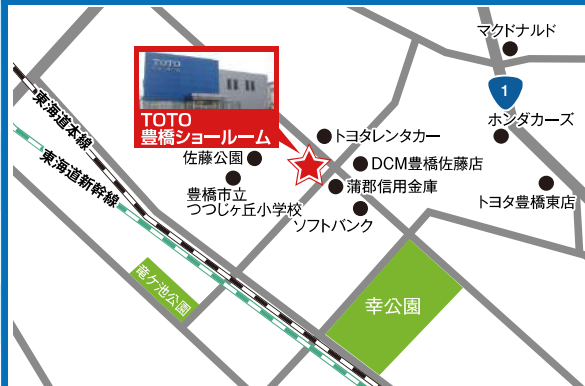 マクドナルド
1
ホンダカーズ
TOTO
TOTO
豊橋ショールーム
トヨタレンタカー
東海道本線
東海道新幹線
佐藤公園
DCM豊橋佐藤店
豊橋市立
つつじヶ丘小学校
蒲郡信用金庫
トヨタ豊橋東店
ソフトバンク
竜ケ池公園
幸公園